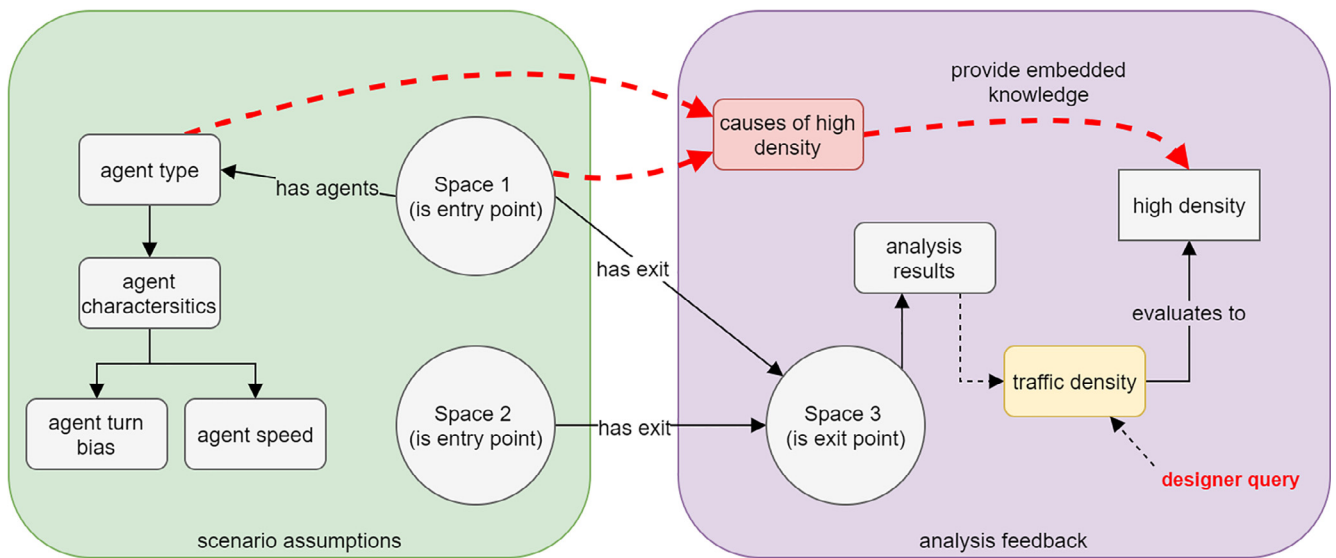 provide embedded
knowledge
causes of high
density
agent type
has agents
Space 1
(is entry point)
high density
analysis
results
has exit
agent
charactersitics
evaluates to
traffic density
agent turn
bias
agent speed
Space 2
(is entry point)
has exit
Space 3
(is exit point)
designer query
scenario assumptions
analysis feedback